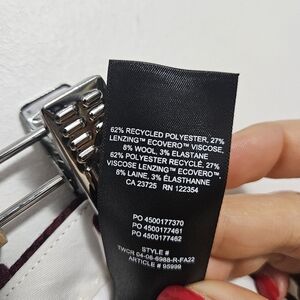 62% RECYCLED POLYESTER, 27%
LENZING™ ECOVERO™ VISCOSE,
8% WOOL, 3% ELASTANE
62% POLYESTER RECYCLÉ, 27%
VISCOSE LENZING™ ECOVERO™,
8% LAINE, 3% ÉLASTHANNE
CA 23725 RN 122354
PO 4500177370
PO 4500177461
PO 4500177462
STYLE #
TWCN 04-06-6988-R-FA22
ARTICLE # 95999